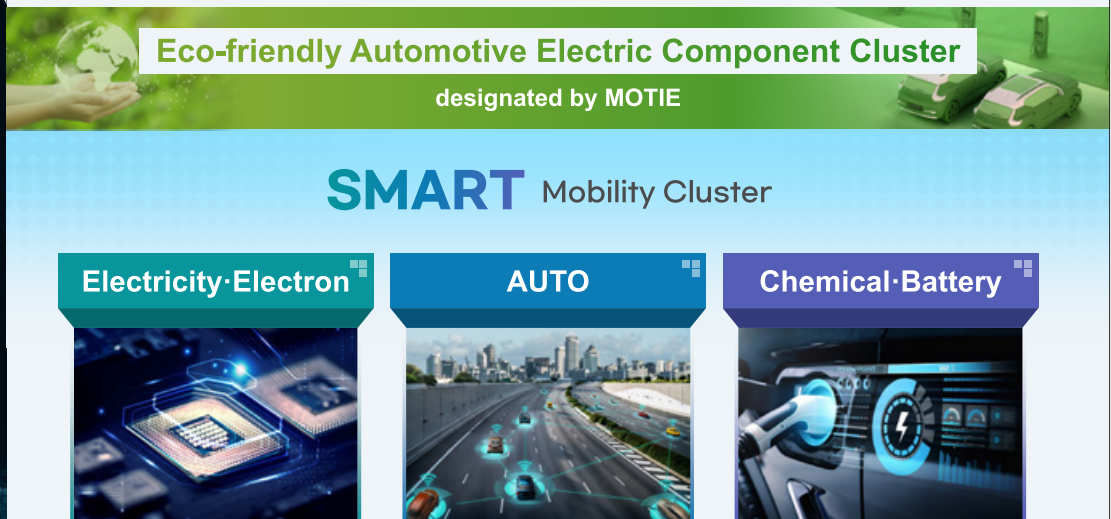 Eco-friendly Automotive Electric Component Cluster
designated by MOTIE
SMART Mobility Cluster
Electricity·Electron
AUTO
Chemical·Battery